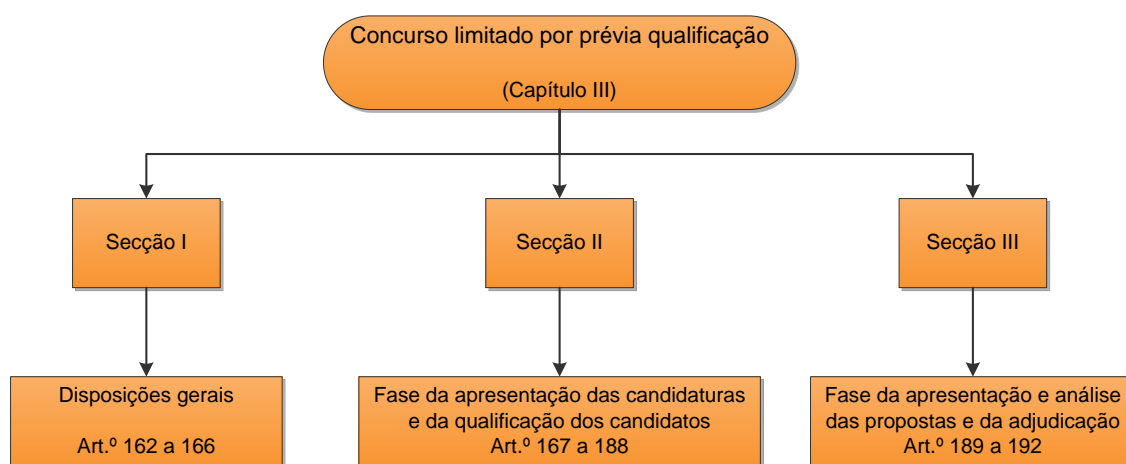 Concurso limitado por prévia qualificação
(Capítulo III)
Secção I
Secção II
Secção III
Disposições gerais
Art.º 162 a 166
Fase da apresentação das candidaturas
e da qualificação dos candidatos
Art.º 167 a 188
Fase da apresentação e análise
das propostas e da adjudicação
Art.º 189 a 192